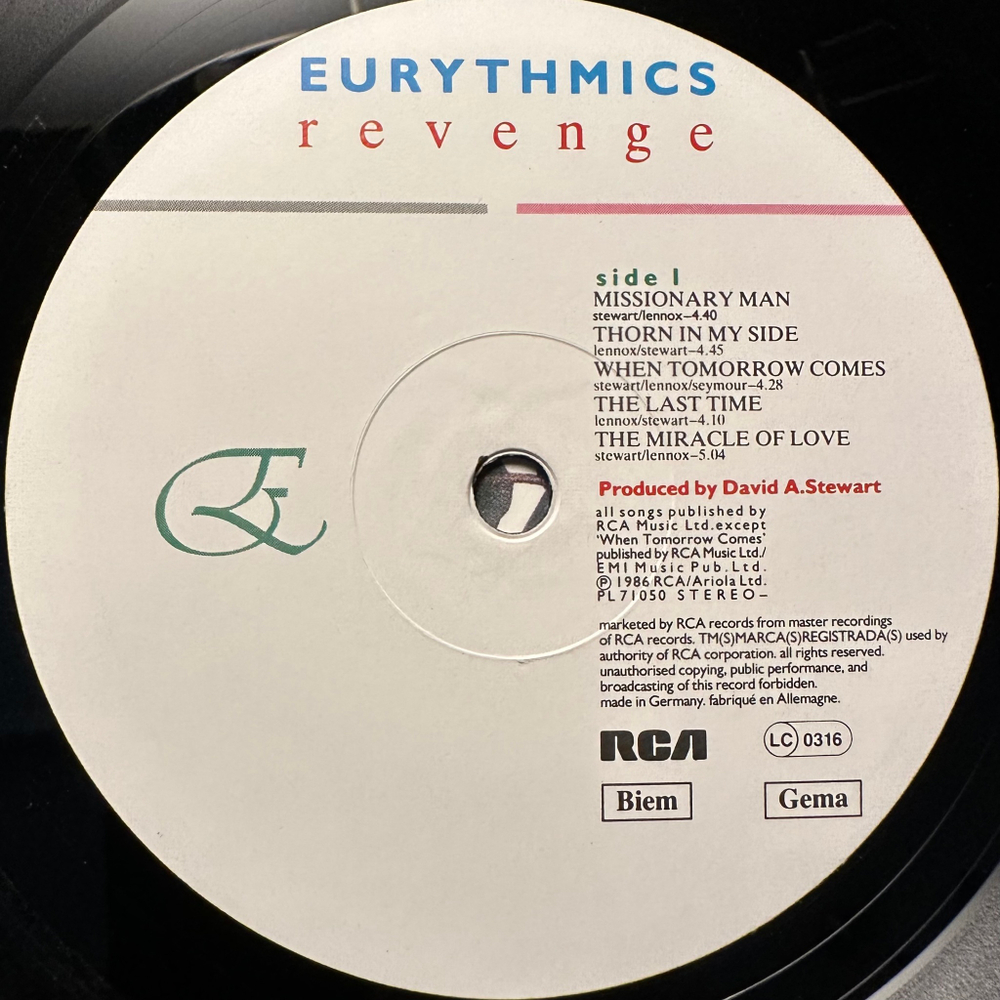 EURYTHMICS
revenge
side 1
MISSIONARY MAN
stewart/lennox–4.40
THORN IN MY SIDE
lennox/stewart–4.45
WHEN TOMORROW COMES
stewart/lennox/seymour–4.28
THE LAST TIME
lennox/stewart–4.10
THE MIRACLE OF LOVE
stewart/lennox–5.04
Produced by David A.Stewart
all songs published by
RCA Music Ltd.except
'When Tomorrow Comes'
published by RCA Music Ltd./
EMI Music Pub. Ltd.
℗ 1986 RCA/Ariola Ltd.
PL 71050 STEREO–
marketed by RCA records from master recordings
of RCA records. TM(S)MARCA(S)REGISTRADA(S) used by
authority of RCA corporation. all rights reserved.
unauthorised copying, public performance, and
broadcasting of this record forbidden.
made in Germany. fabriqué en Allemagne.
RCA LC 0316
Biem Gema